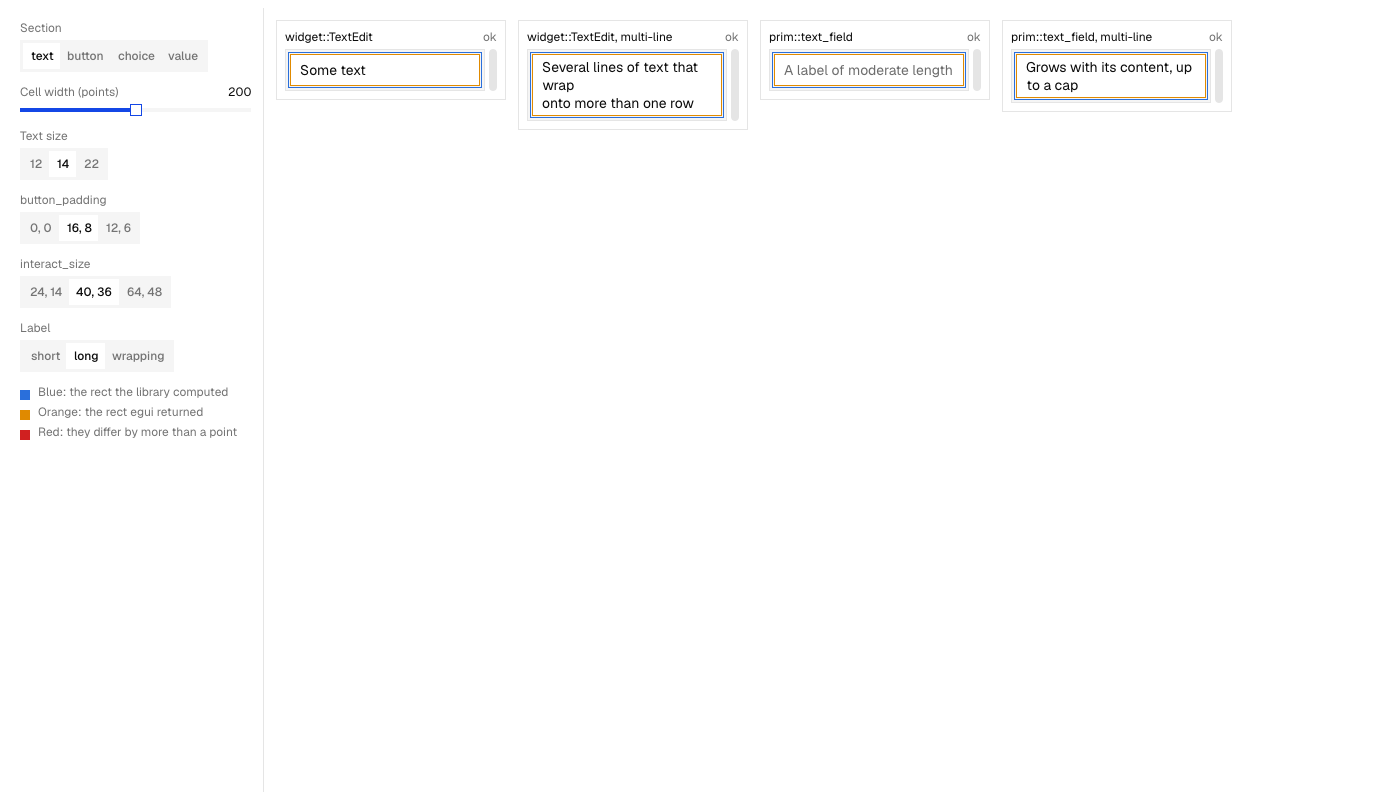 Section
text button choice value
Cell width (points) 200
Text size
12 14 22
button_padding
0, 0 16, 8 12, 6
interact_size
24, 14 40, 36 64, 48
Label
short long wrapping
Blue: the rect the library computed
Orange: the rect egui returned
Red: they differ by more than a point
widget::TextEdit ok
Some text
widget::TextEdit, multi-line ok
Several lines of text that
wrap
onto more than one row
prim::text_field ok
A label of moderate length
prim::text_field, multi-line ok
Grows with its content, up
to a cap